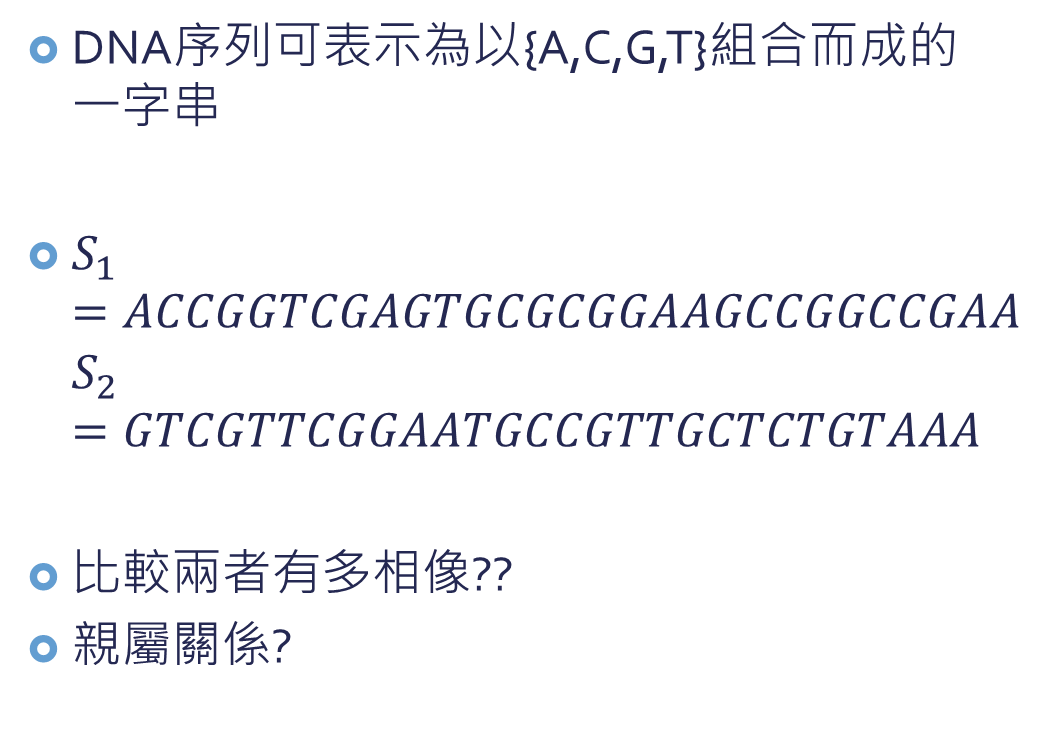 DNA序列可表示為以{A,C,G,T}組合而成的
一字串
S₁
= ACCGGTCGAGTGCGCGGAAGCCGGCCGAA
S₂
= GTCGTTCGGAATGCCGTTGCTCTGTAAA
比較兩者有多相像??
親屬關係?